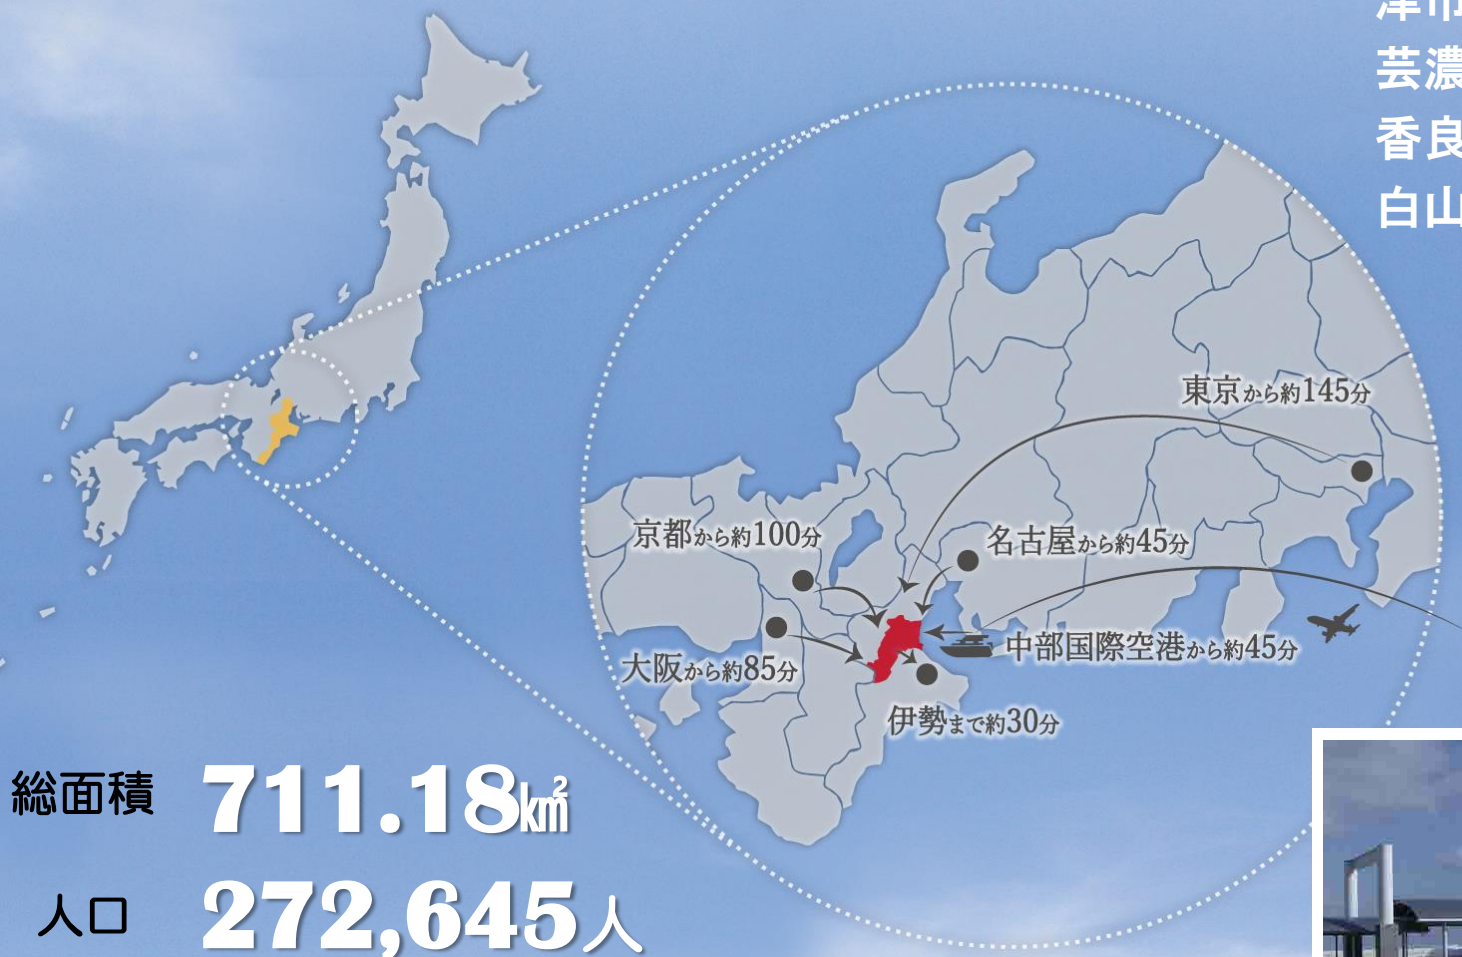 津市
芸濃
香良
白山
東京から約145分
京都から約100分
名古屋から約45分
中部国際空港から約45分
大阪から約85分
伊勢まで約30分
総面積 711.18㎢
人口 272,645人